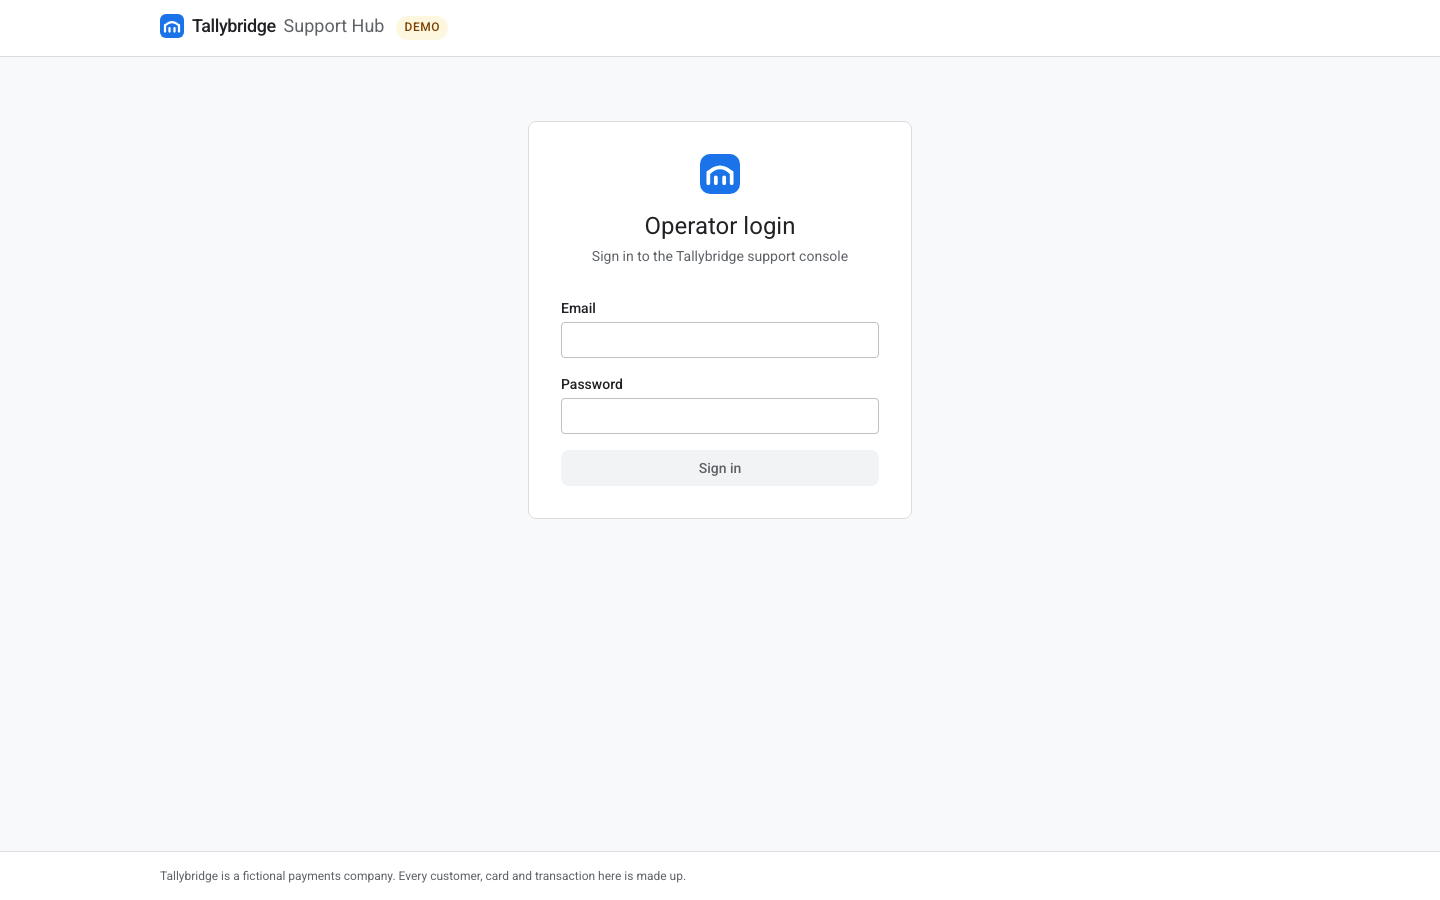 Tallybridge Support Hub DEMO
Operator login
Sign in to the Tallybridge support console
Email
Password
Sign in
Tallybridge is a fictional payments company. Every customer, card and transaction here is made up.